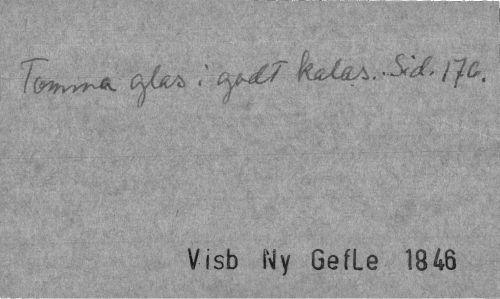 Tomma glas i godt kalas. Sid. 170.
Visb Ny Gefle 1846